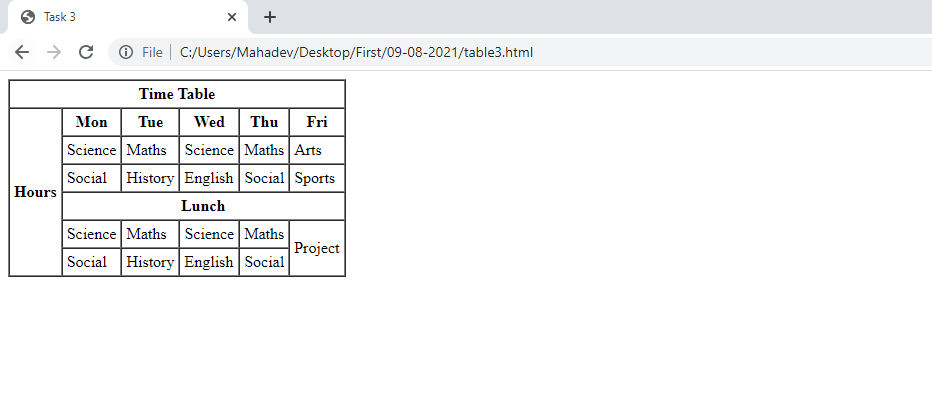 Task 3
File C:/Users/Mahadev/Desktop/First/09-08-2021/table3.html
Time Table
Mon Tue Wed Thu Fri
Science Maths Science Maths Arts
Social History English Social Sports
Hours
Lunch
Science Maths Science Maths
Project
Social History English Social